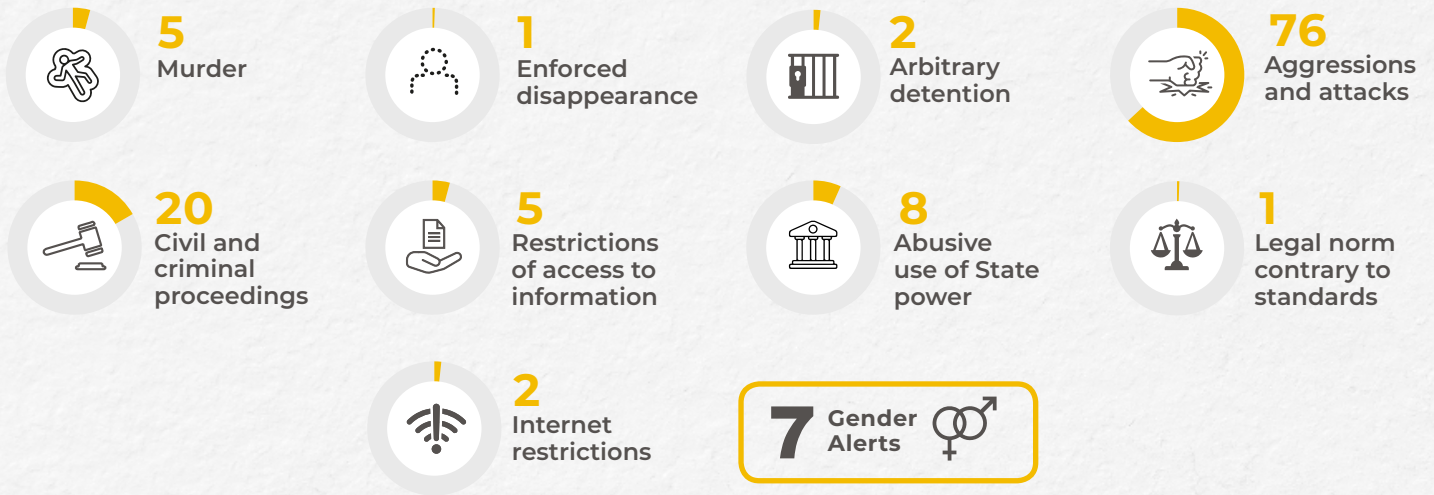 5
Murder
1
Enforced
disappearance
2
Arbitrary
detention
76
Aggressions
and attacks
20
Civil and
criminal
proceedings
5
Restrictions
of access to
information
8
Abusive
use of State
power
1
Legal norm
contrary to
standards
2
Internet
restrictions
7
Gender
Alerts